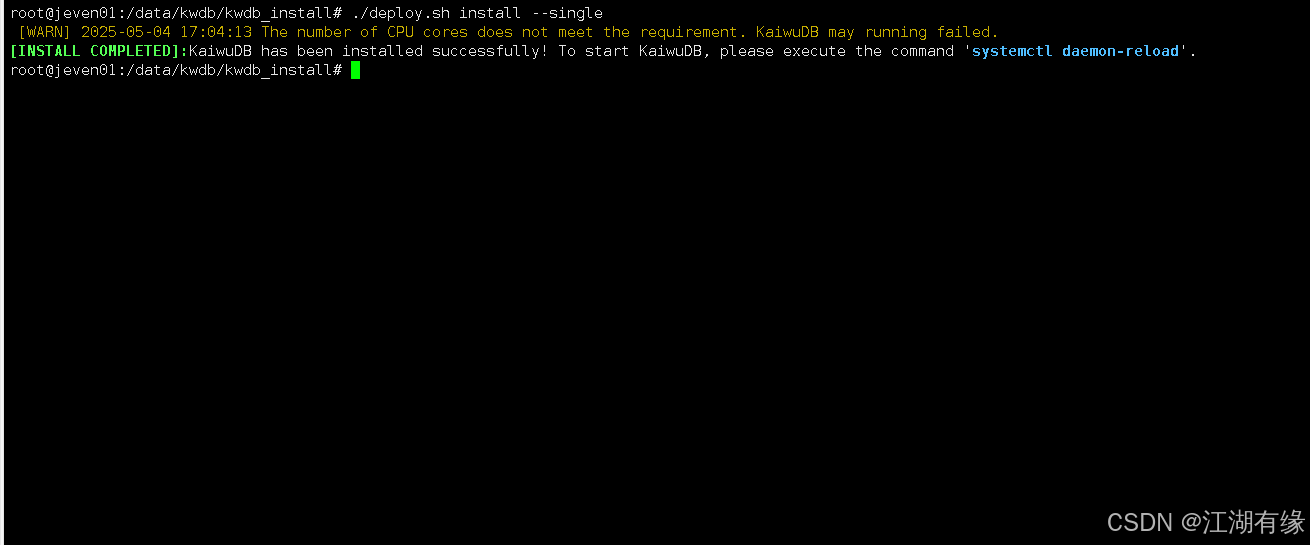 root@jeven01:/data/kwdb/kwdb_install# ./deploy.sh install --single
[WARN] 2025-05-04 17:04:13 The number of CPU cores does not meet the requirement. KaiwuDB may running failed.
[INSTALL COMPLETED]:KaiwuDB has been installed successfully! To start KaiwuDB, please execute the command 'systemctl daemon-reload'.
root@jeven01:/data/kwdb/kwdb_install#
CSDN @江湖有缘